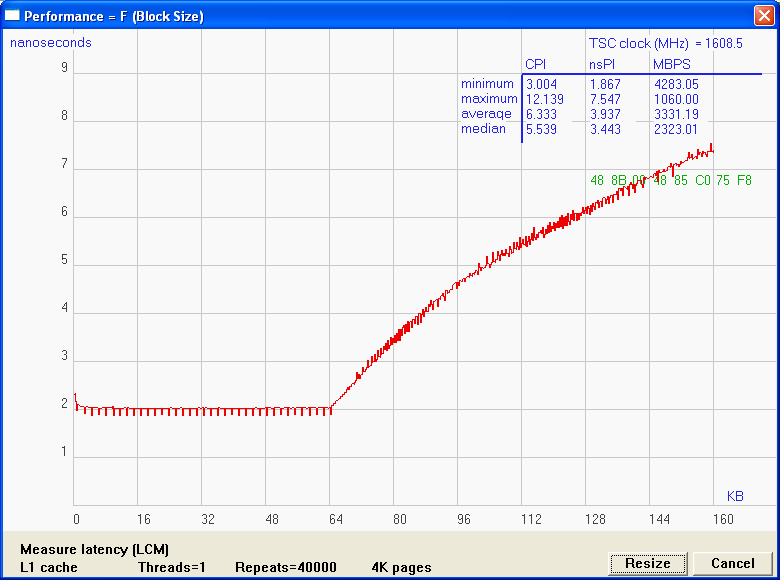 Performance = F (Block Size)
nanoseconds
TSC clock (MHz) = 1608.5
CPI nsPI MBPS
minimum 3.004 1.867 4283.05
maximum 12.139 7.547 1060.00
average 6.333 3.937 3331.19
median 5.539 3.443 2323.01
9
8
7
48 8B 48 85 C0 75 F8
6
5
4
3
2
1
KB
0 16 32 48 64 80 96 112 128 144 160
Measure latency (LCM)
L1 cache Threads=1 Repeats=40000 4K pages
Resize Cancel